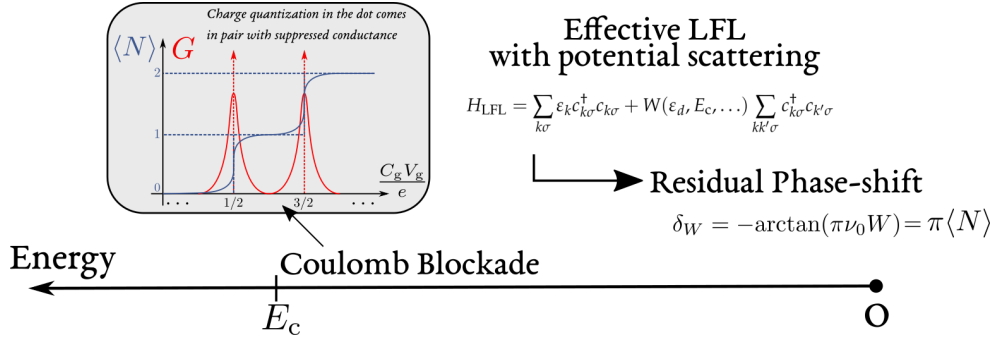 Charge quantization in the dot comes
in pair with suppressed conductance
⟨N⟩ G
2
1
0
· · · 1/2 3/2 · · ·
C_g V_g / e
Effective LFL
with potential scattering
H_LFL = ∑_{kσ} ε_k c†_{kσ} c_{kσ} + W(ε_d, E_c, . . .) ∑_{kk′σ} c†_{kσ} c_{k′σ}
Residual Phase-shift
δ_W = −arctan(πν_0W) = π⟨N⟩
Energy
Coulomb Blockade
E_c
0